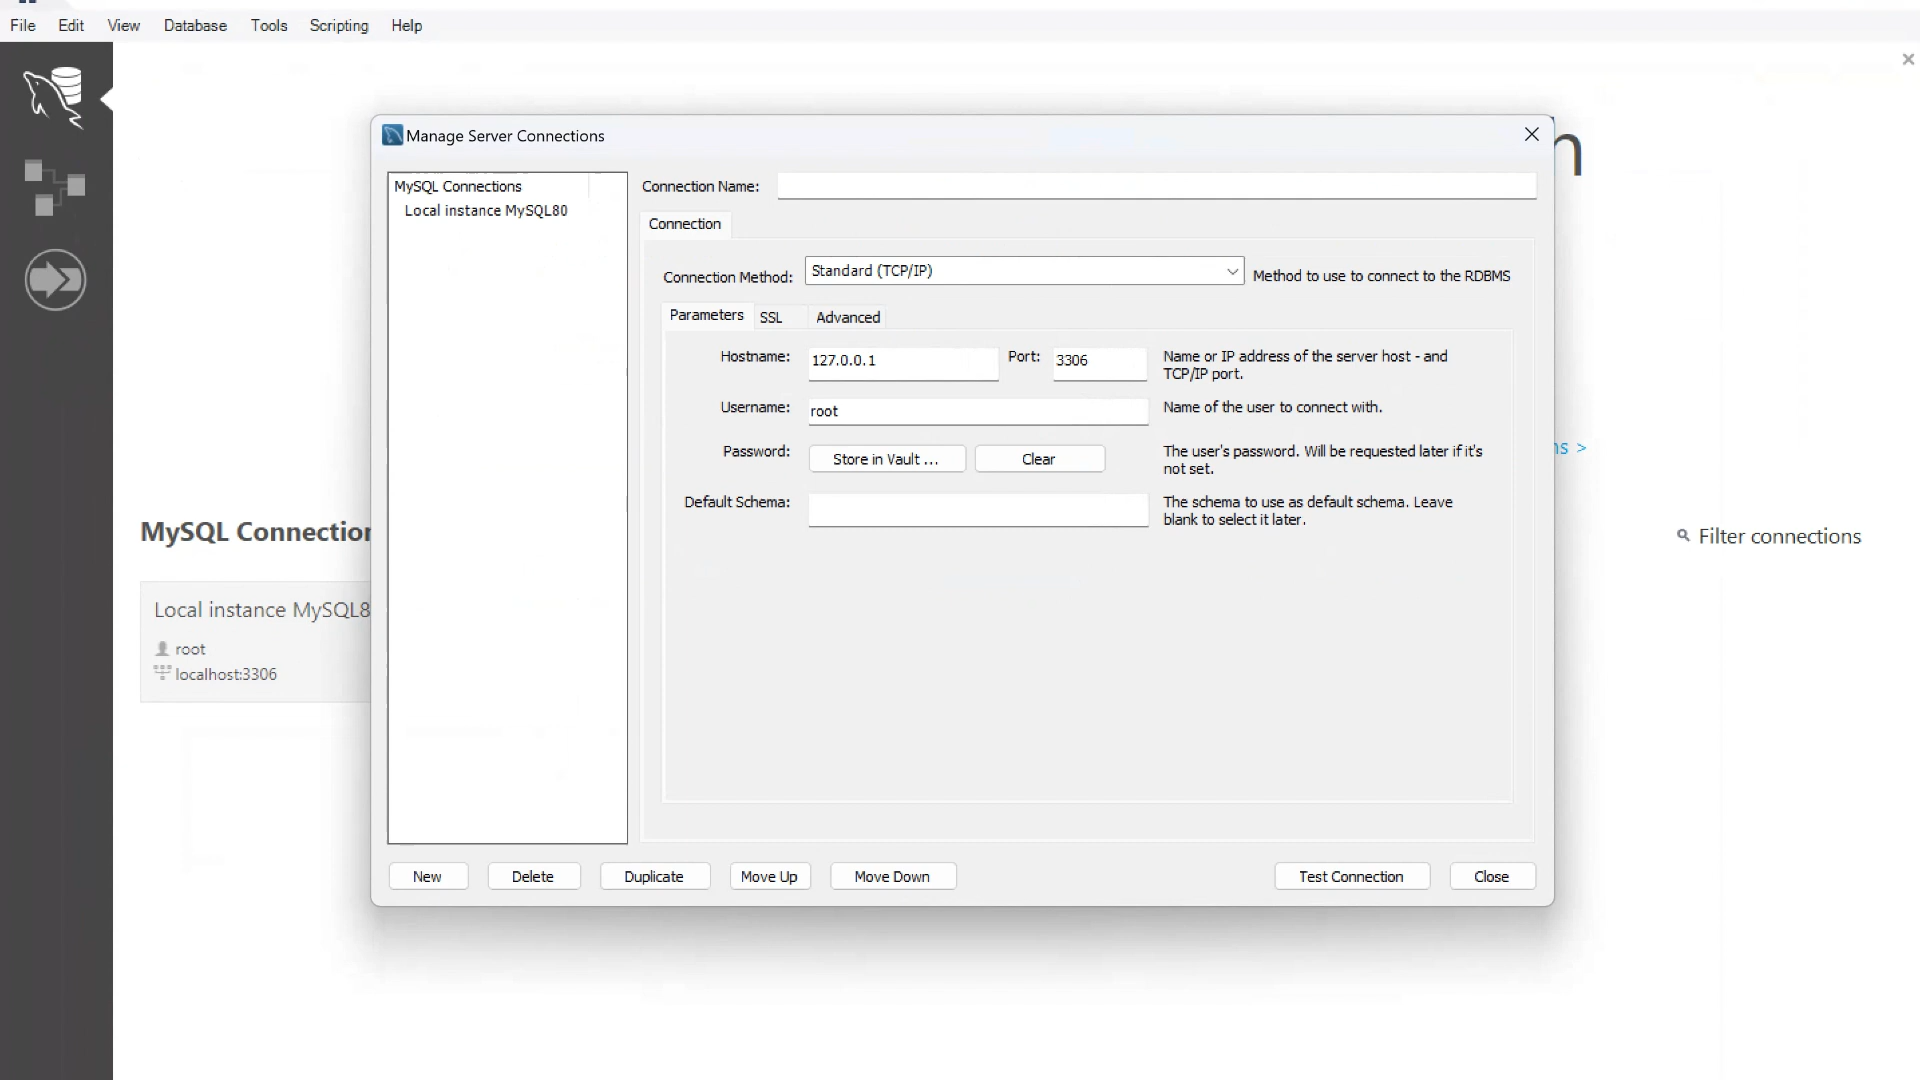 File Edit View Database Tools Scripting Help
Manage Server Connections
MySQL Connections
Local instance MySQL80
Connection Name:
Connection
Connection Method: Standard (TCP/IP) Method to use to connect to the RDBMS
Parameters SSL Advanced
Hostname: 127.0.0.1 Port: 3306 Name or IP address of the server host - and
TCP/IP port.
Username: root Name of the user to connect with.
Password: Store in Vault ... Clear The user's password. Will be requested later if it's
not set.
Default Schema: The schema to use as default schema. Leave
blank to select it later.
New Delete Duplicate Move Up Move Down Test Connection Close
n
ns >
MySQL Connection
Filter connections
Local instance MySQL8
root
localhost:3306